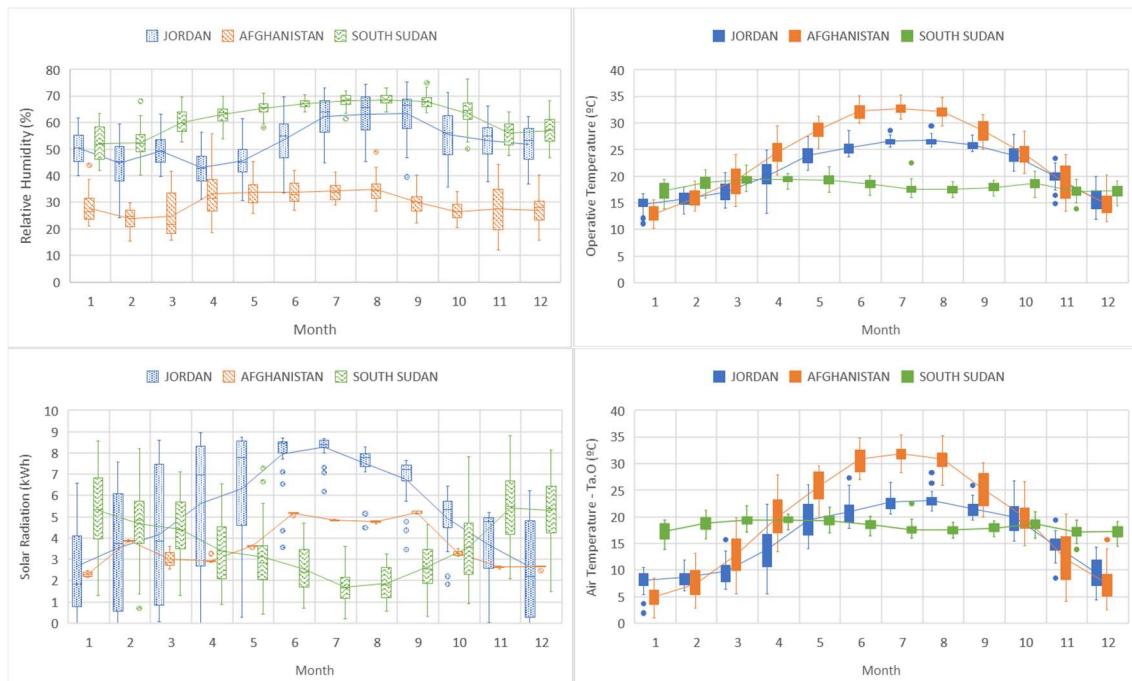 JORDAN AFGHANISTAN SOUTH SUDAN
Relative Humidity (%)
80
70
60
50
40
30
20
10
0
1 2 3 4 5 6 7 8 9 10 11 12
Month
JORDAN AFGHANISTAN SOUTH SUDAN
Operative Temperature (ºC)
40
35
30
25
20
15
10
5
0
1 2 3 4 5 6 7 8 9 10 11 12
Month
JORDAN AFGHANISTAN SOUTH SUDAN
Solar Radiation (kWh)
10
9
8
7
6
5
4
3
2
1
0
1 2 3 4 5 6 7 8 9 10 11 12
Month
JORDAN AFGHANISTAN SOUTH SUDAN
Air Temperature - Ta.O (ºC)
40
35
30
25
20
15
10
5
0
1 2 3 4 5 6 7 8 9 10 11 12
Month